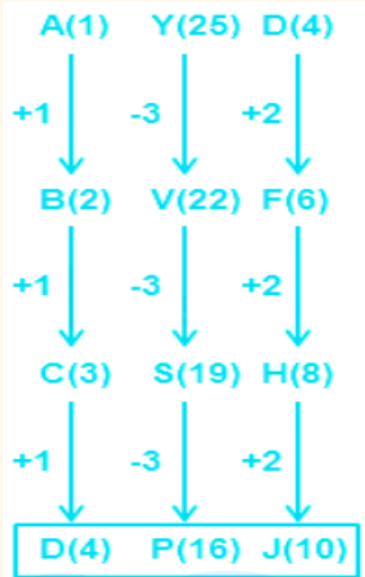 A(1) Y(25) D(4)
+1 -3 +2
B(2) V(22) F(6)
+1 -3 +2
C(3) S(19) H(8)
+1 -3 +2
D(4) P(16) J(10)